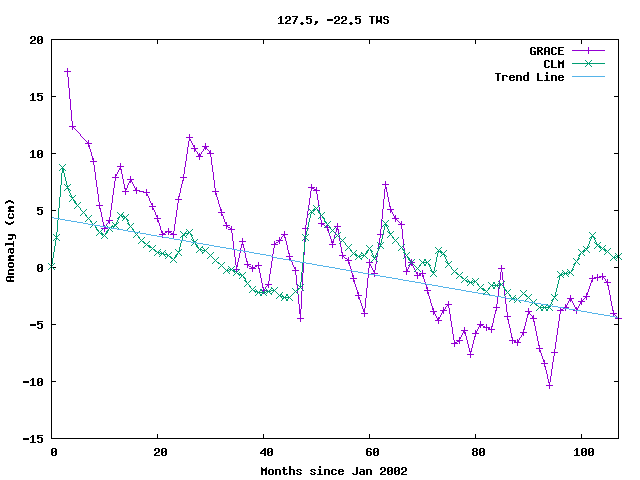 127.5, -22.5 TWS
GRACE
CLM
Trend Line
20
15
10
5
0
-5
-10
-15
Anomaly (cm)
0 20 40 60 80 100
Months since Jan 2002